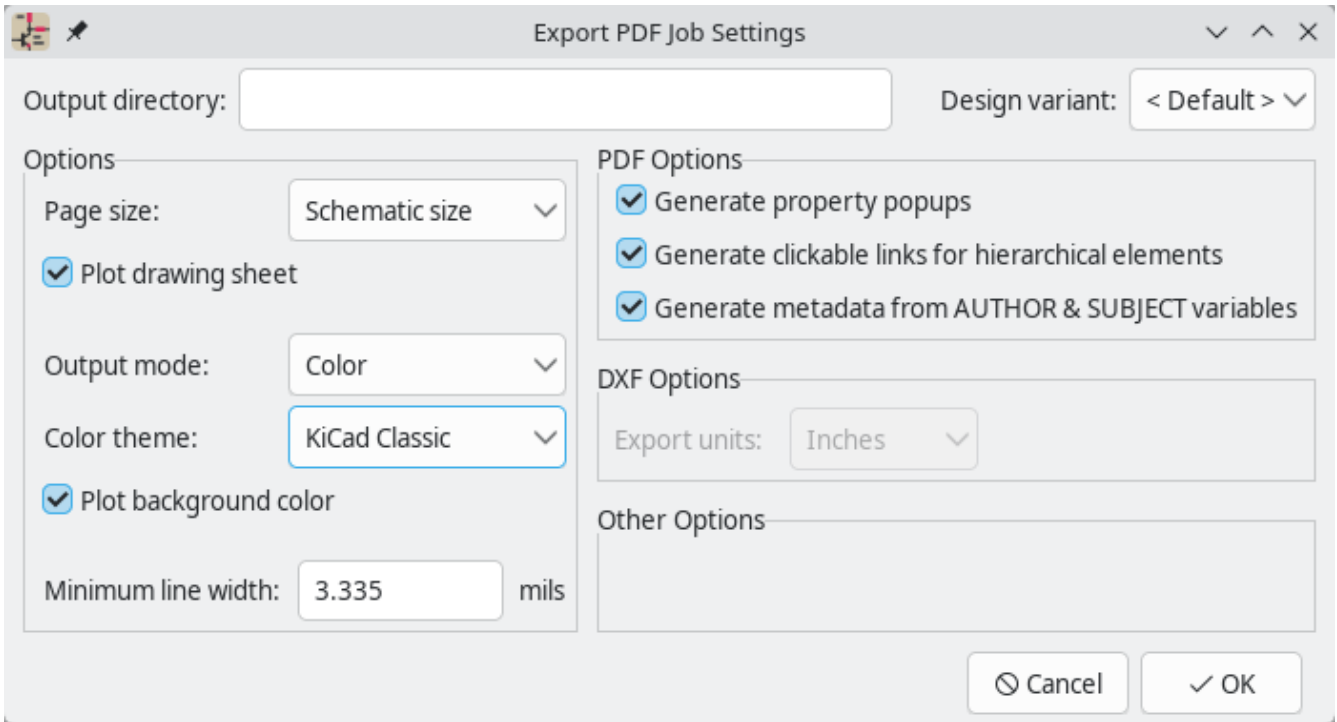 Export PDF Job Settings
Output directory:
Design variant: < Default >
Options
Page size: Schematic size
Plot drawing sheet
Output mode: Color
Color theme: KiCad Classic
Plot background color
Minimum line width: 3.335 mils
PDF Options
Generate property popups
Generate clickable links for hierarchical elements
Generate metadata from AUTHOR & SUBJECT variables
DXF Options
Export units: Inches
Other Options
Cancel
OK